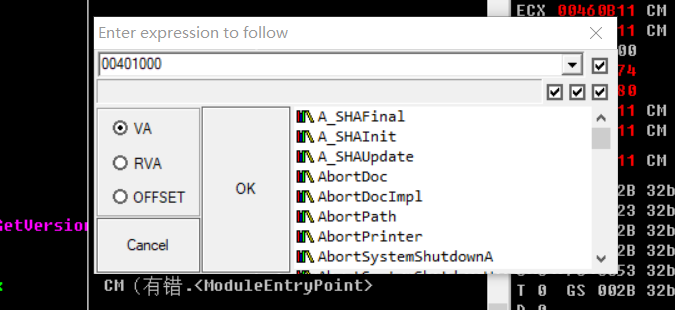 ECX 00460B11 CM
Enter expression to follow
11 CM
00
00401000
74
80
11 CM
VA
A_SHAFinal
A_SHAInit
11 CM
RVA
A_SHAUpdate
11 CM
AbortDoc
OK
AbortDocImpl
2B 32b
OFFSET
AbortPath
23 32b
GetVersion
AbortPrinter
2B 32b
Cancel
AbortSystemShutdownA
2B 32b
53 32b
CM (有错.<ModuleEntryPoint>
T 0 GS 002B 32b